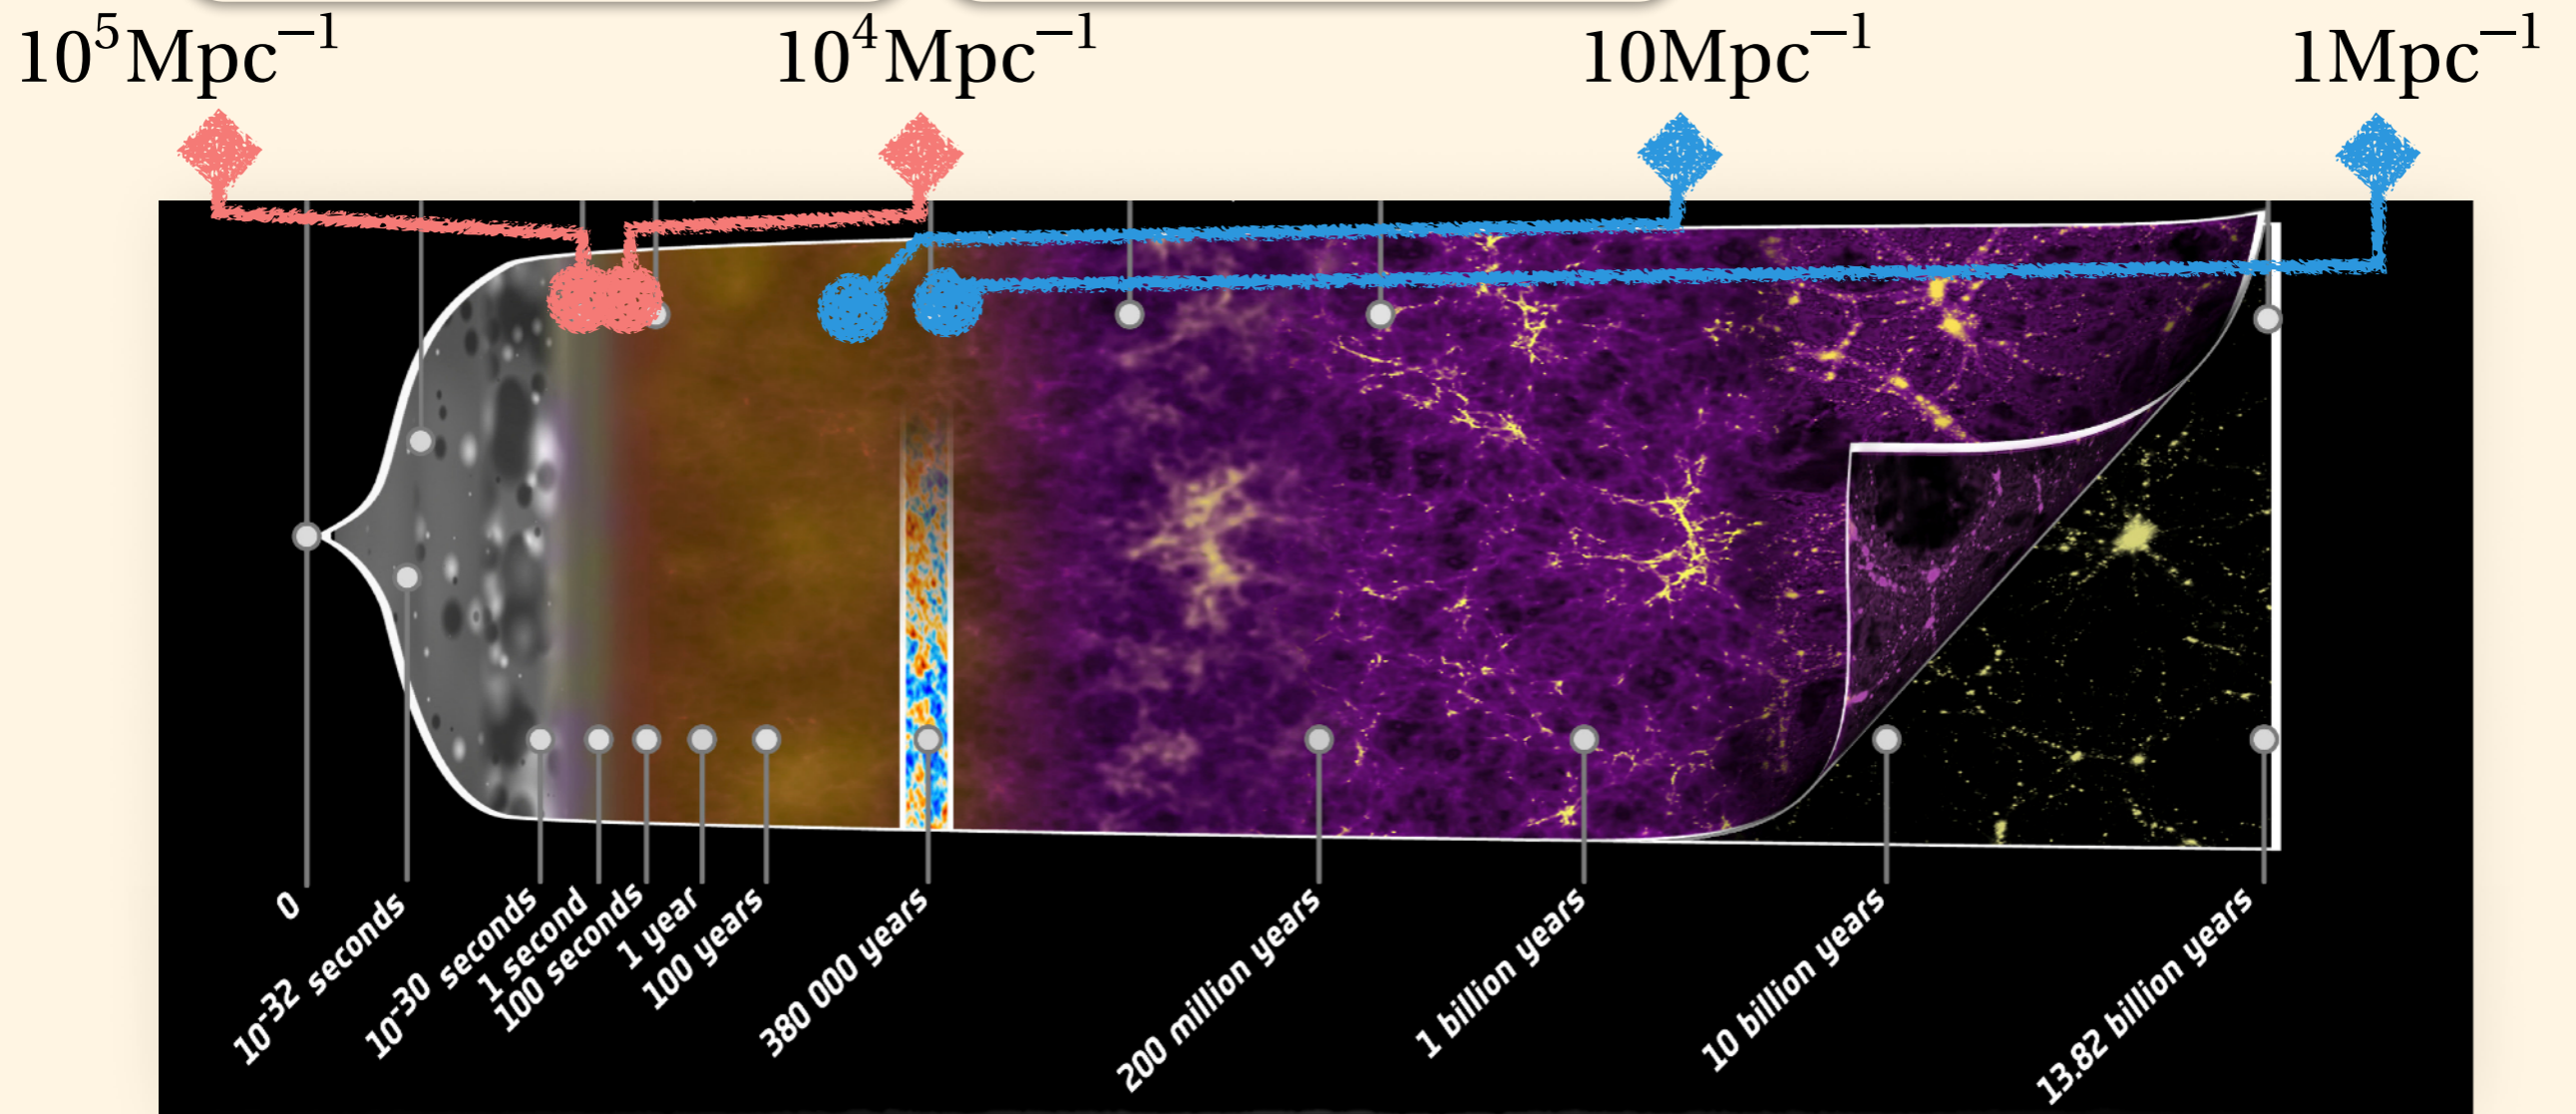 10⁵Mpc⁻¹
10⁴Mpc⁻¹
10Mpc⁻¹
1Mpc⁻¹
0
10⁻³² seconds
10⁻³⁰ seconds
1 second
100 seconds
1 year
100 years
380 000 years
200 million years
1 billion years
10 billion years
13.82 billion years